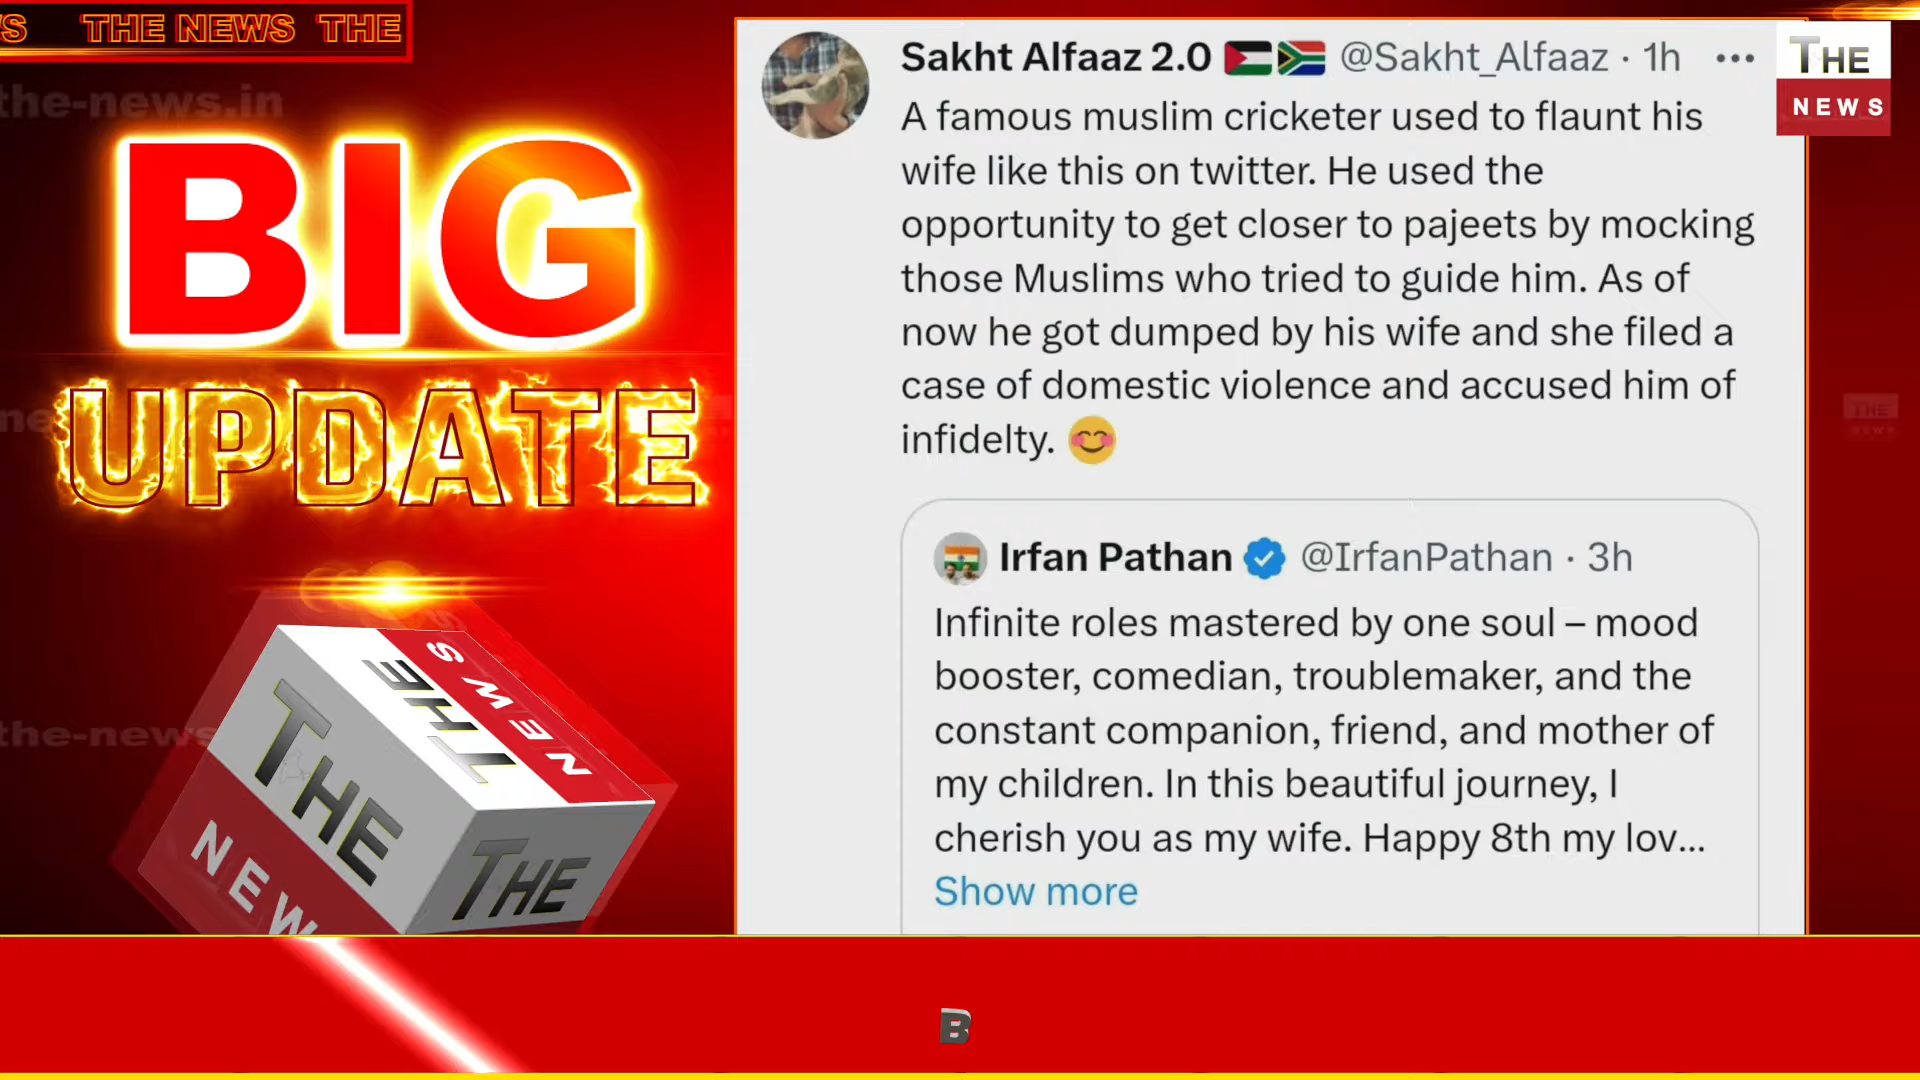 S THE NEWS THE
the-news.in
BIG
UPDATE
the-news
THE
NEWS
THE
NEW
THE
Sakht Alfaaz 2.0 🇵🇸🇿🇦 @Sakht_Alfaaz · 1h ...
A famous muslim cricketer used to flaunt his
wife like this on twitter. He used the
opportunity to get closer to pajeets by mocking
those Muslims who tried to guide him. As of
now he got dumped by his wife and she filed a
case of domestic violence and accused him of
infidelty. 😊
Irfan Pathan @IrfanPathan · 3h
Infinite roles mastered by one soul – mood
booster, comedian, troublemaker, and the
constant companion, friend, and mother of
my children. In this beautiful journey, I
cherish you as my wife. Happy 8th my lov...
Show more
THE
NEWS
THE
NEWS
B